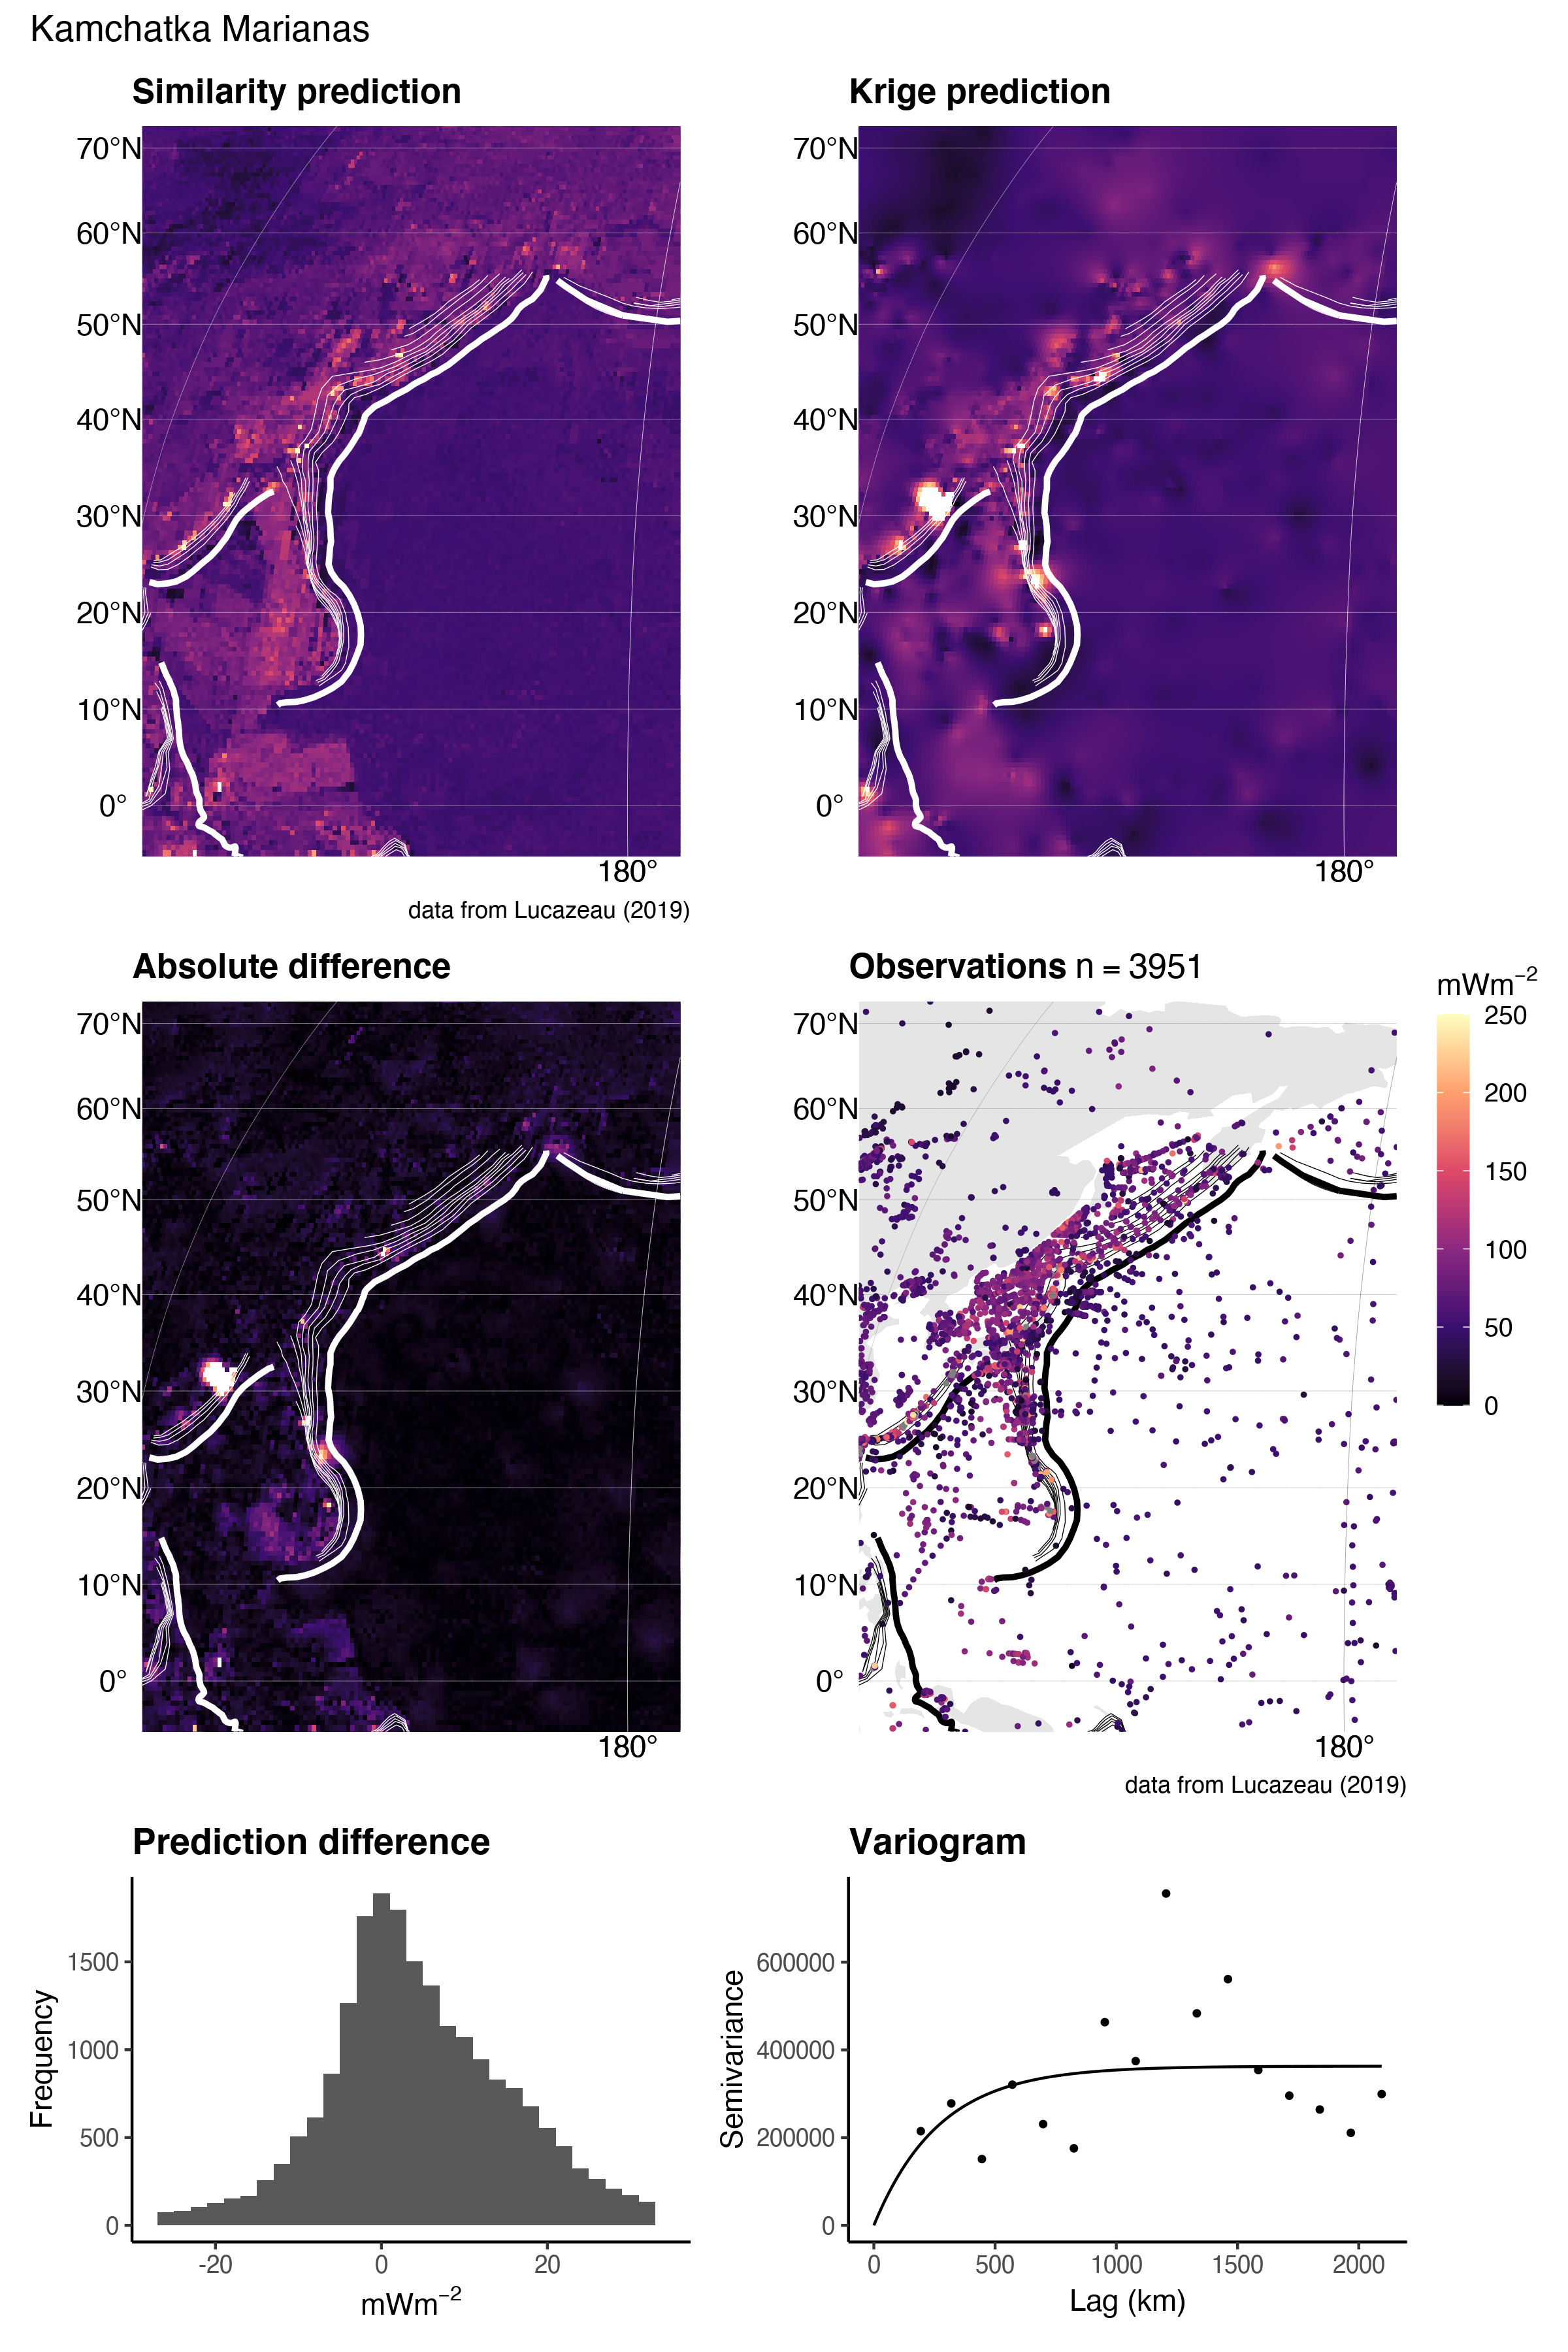 Kamchatka Marianas
Similarity prediction
Krige prediction
70°N
60°N
50°N
40°N
30°N
20°N
10°N
0°
180°
70°N
60°N
50°N
40°N
30°N
20°N
10°N
0°
180°
data from Lucazeau (2019)
Absolute difference
Observations n = 3951
70°N
60°N
50°N
40°N
30°N
20°N
10°N
0°
180°
70°N
60°N
50°N
40°N
30°N
20°N
10°N
0°
180°
mWm⁻²
250
200
150
100
50
0
data from Lucazeau (2019)
Prediction difference
Variogram
Frequency
1500
1000
500
0
-20
0
20
mWm⁻²
Semivariance
600000
400000
200000
0
0
500
1000
1500
2000
Lag (km)